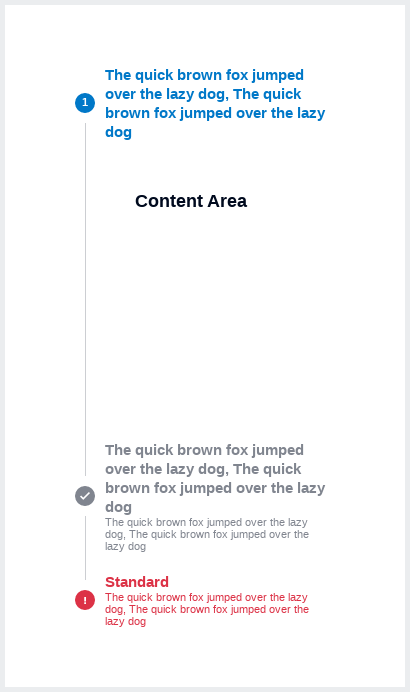 The quick brown fox jumped
over the lazy dog, The quick
1
brown fox jumped over the lazy
dog
Content Area
The quick brown fox jumped
over the lazy dog, The quick
brown fox jumped over the lazy
dog
The quick brown fox jumped over the lazy
dog, The quick brown fox jumped over the
lazy dog
Standard
The quick brown fox jumped over the lazy
dog, The quick brown fox jumped over the
lazy dog